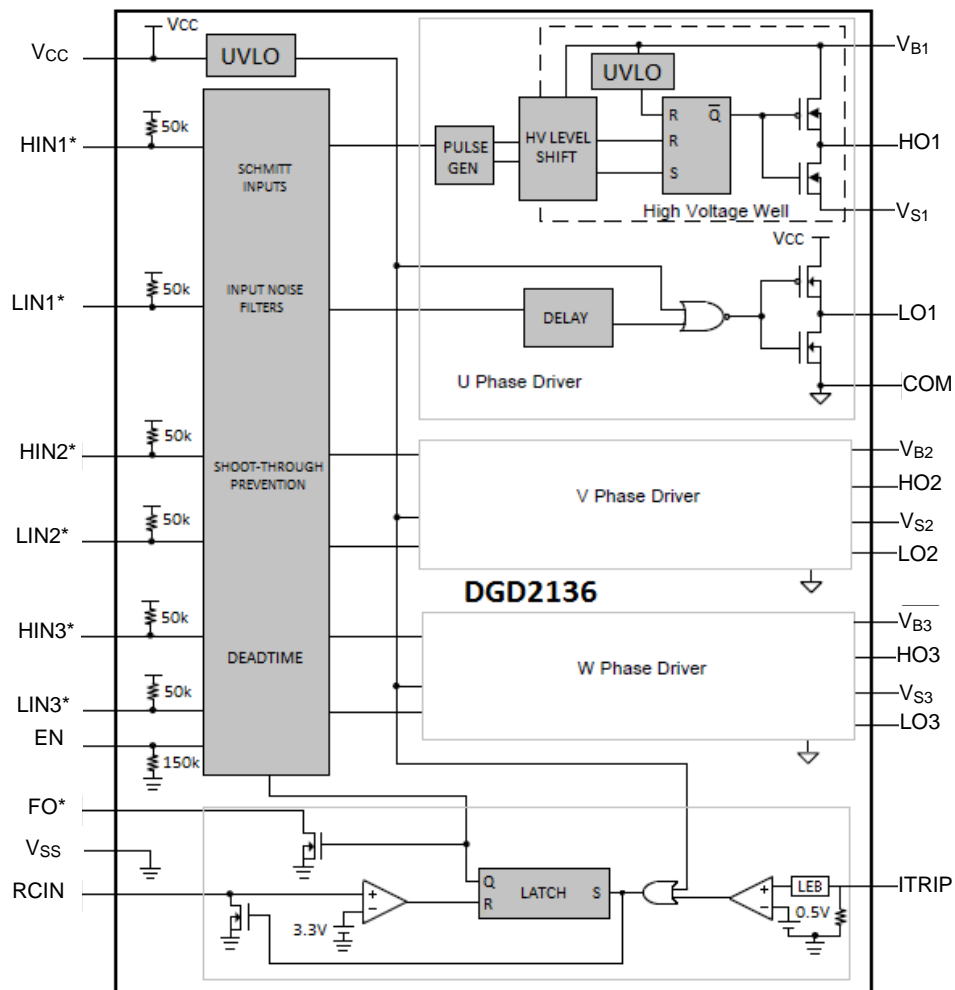 VCC
VCC
UVLO
UVLO
VB1
50k
HIN1*
PULSE
GEN
HV LEVEL
SHIFT
R
R
S
Q̅
HO1
SCHMITT
INPUTS
High Voltage Well
VS1
VCC
50k
LIN1*
INPUT NOISE
FILTERS
DELAY
LO1
U Phase Driver
COM
50k
HIN2*
SHOOT-THROUGH
PREVENTION
VB2
V Phase Driver
HO2
50k
LIN2*
VS2
LO2
DGD2136
50k
HIN3*
VB3
DEADTIME
W Phase Driver
HO3
50k
LIN3*
VS3
LO3
EN
150k
FO*
VSS
RCIN
Q
R
LATCH
S
+
−
3.3V
+
−
LEB
0.5V
ITRIP